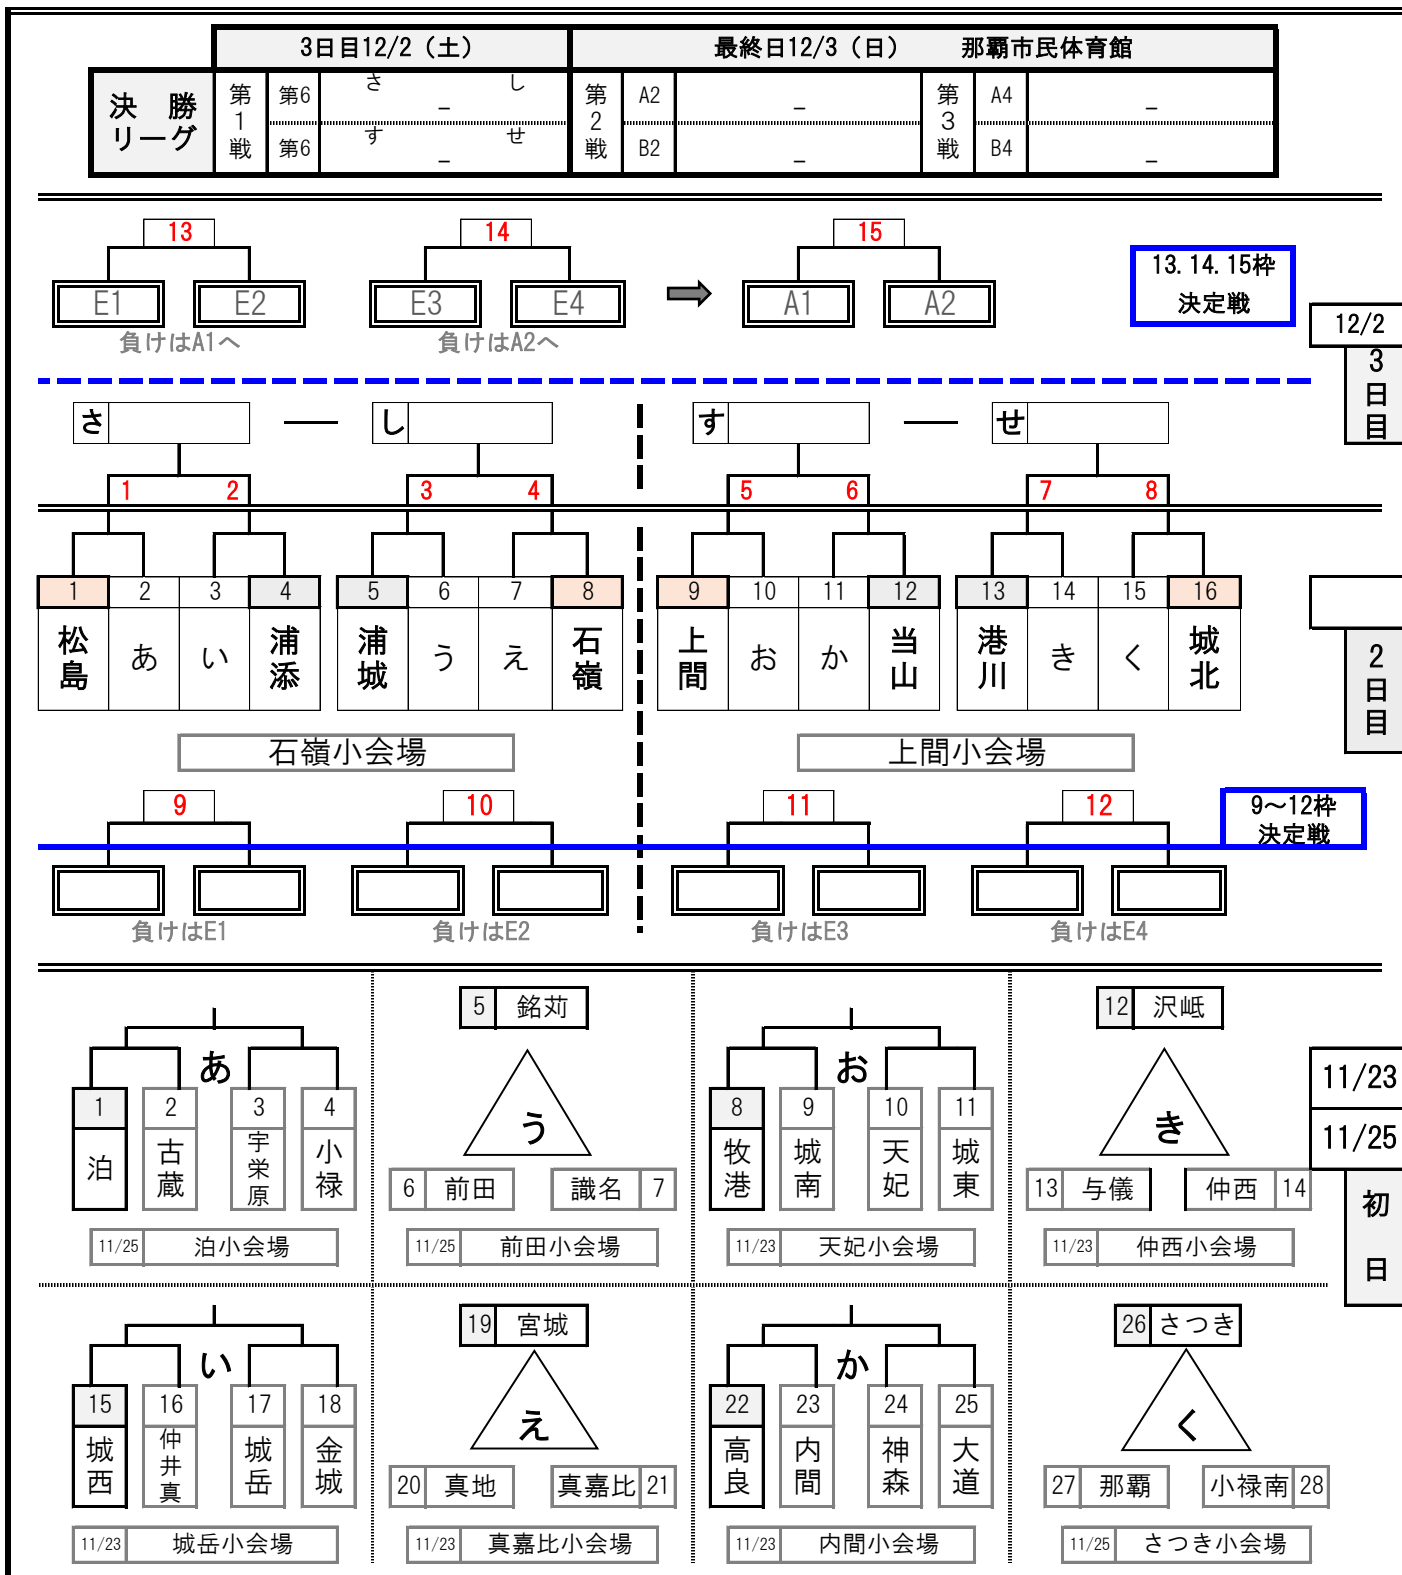 3日目12/2（土）　最終日12/3（日）　那覇市民体育館
決勝リーグ
第1戦 第6 さ － し 第2戦 A2 － 第3戦 A4 －
第6 す － せ B2 － B4 －
13 14 15
E1 E2 E3 E4 A1 A2
負けはA1へ 負けはA2へ
13.14.15枠
決定戦
12/2
3日目
さ し す せ
1 2 3 4 5 6 7 8
1 2 3 4 5 6 7 8 9 10 11 12 13 14 15 16
松島 あ い 浦添 浦城 う え 石嶺 上間 お か 当山 港川 き く 城北
2日目
石嶺小会場 上間小会場
9 10 11 12
9～12枠
決定戦
負けはE1 負けはE2 負けはE3 負けはE4
5 銘苅 12 沢岻
あ う お き
11/23
11/25
初日
1 2 3 4 8 9 10 11
泊 古蔵 宇栄原 小禄 牧港 城南 天妃 城東
6 前田 識名 7 13 与儀 仲西 14
11/25 泊小会場 11/25 前田小会場 11/23 天妃小会場 11/23 仲西小会場
19 宮城 26 さつき
い え か く
15 16 17 18 22 23 24 25
城西 仲井真 城岳 金城 高良 内間 神森 大道
20 真地 真嘉比 21 27 那覇 小禄南 28
11/23 城岳小会場 11/23 真嘉比小会場 11/23 内間小会場 11/25 さつき小会場